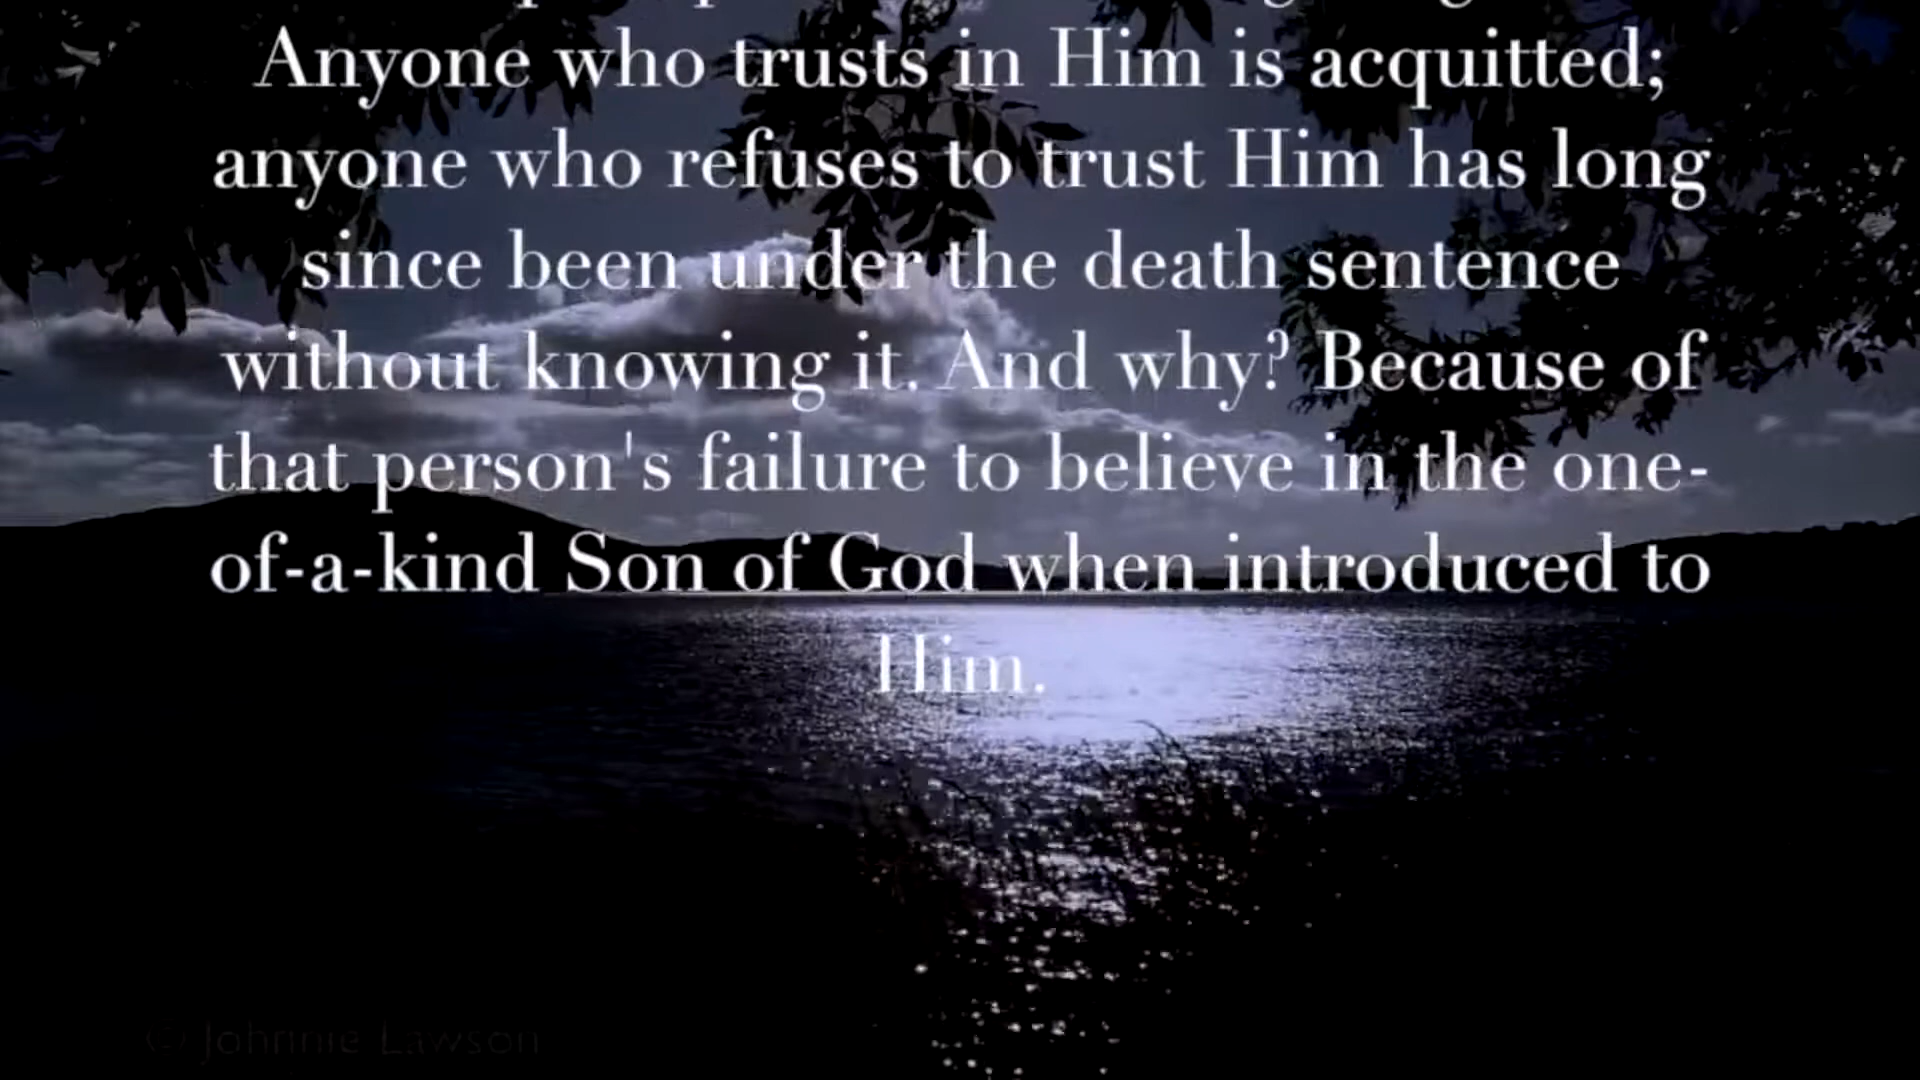 Anyone who trusts in Him is acquitted;
anyone who refuses to trust Him has long
since been under the death sentence
without knowing it. And why? Because of
that person's failure to believe in the one-
of-a-kind Son of God when introduced to
Him.
© Johnnie Lawson